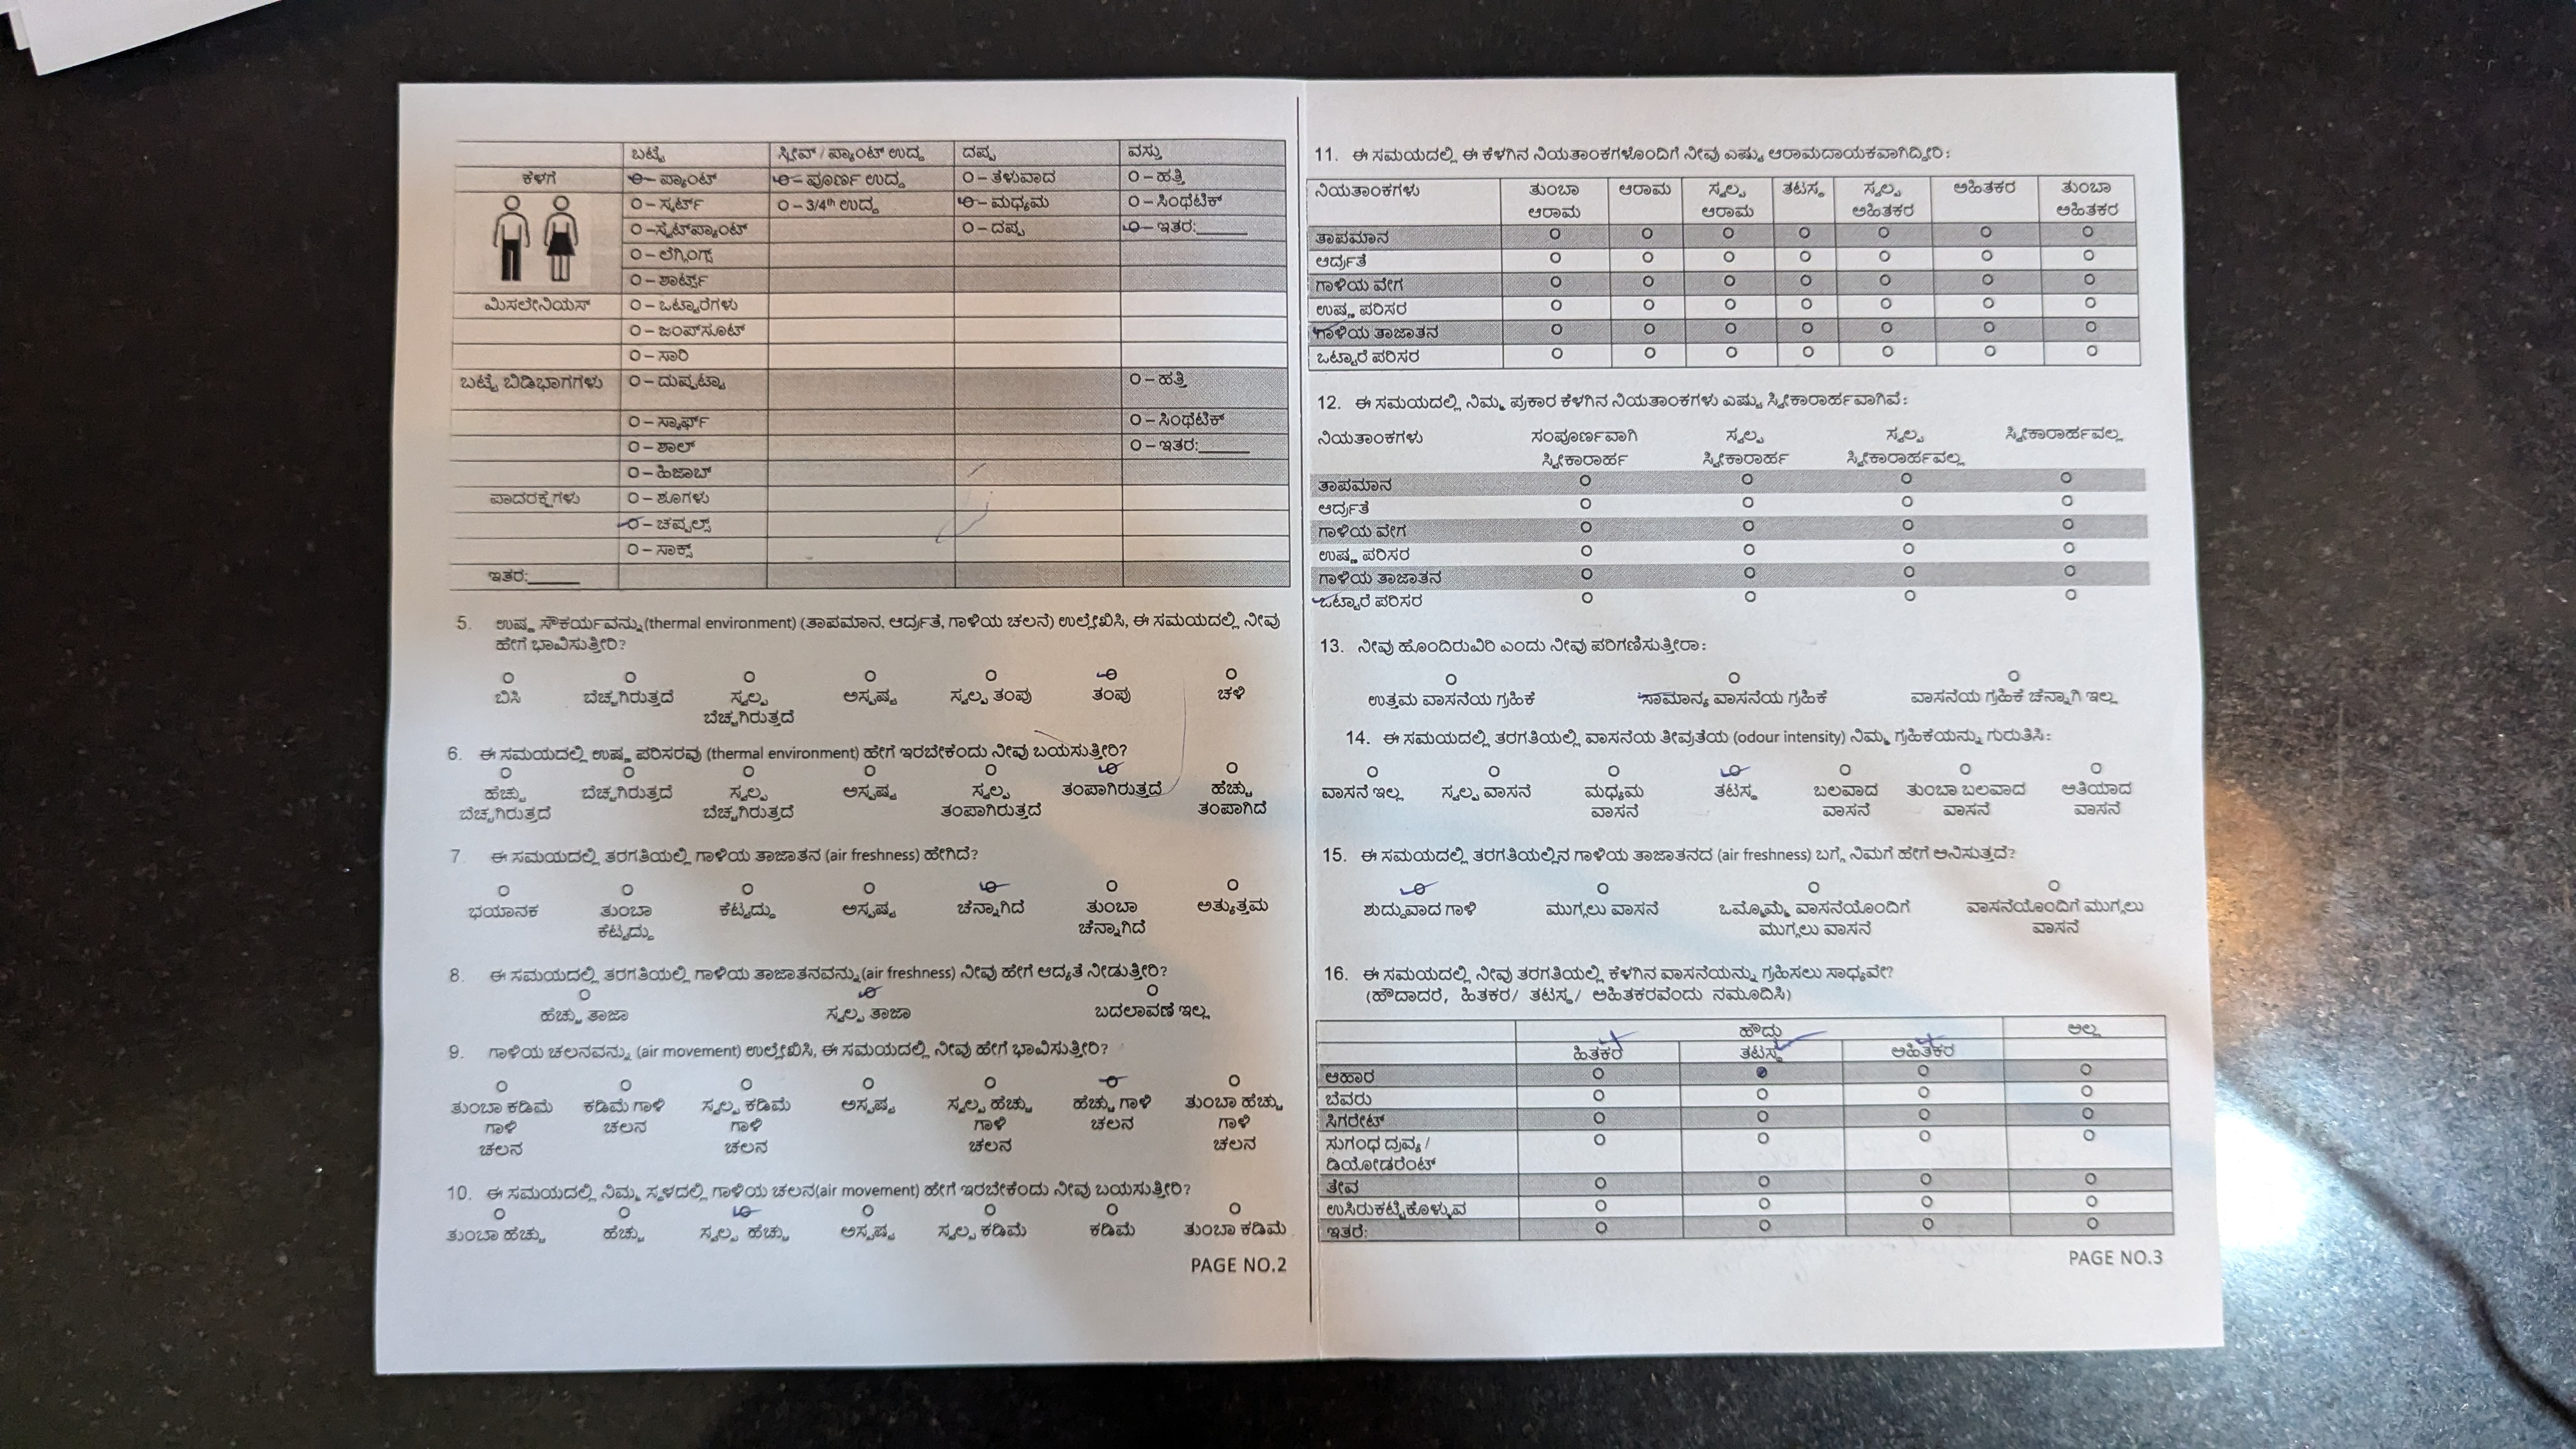 ಬಟ್ಟೆ ಸ್ಲೀವ್ / ಪ್ಯಾಂಟ್ ಉದ್ದ ದಪ್ಪ ವಸ್ತು
ಕೆಳಗೆ O – ಪ್ಯಾಂಟ್ O – ಪೂರ್ಣ ಉದ್ದ O – ತೆಳುವಾದ O – ಹತ್ತಿ
O – ಸ್ಕರ್ಟ್ O – 3/4th ಉದ್ದ O – ಮಧ್ಯಮ O – ಸಿಂಥೆಟಿಕ್
O –ಸ್ವೆಟ್‌ಪ್ಯಾಂಟ್ O – ದಪ್ಪ O – ಇತರ:______
O – ಲೆಗ್ಗಿಂಗ್ಸ್
O – ಶಾರ್ಟ್ಸ್
ಮಿಸಲೇನಿಯಸ್ O – ಒಟ್ಟಾರೆಗಳು
O – ಜಂಪ್‌ಸೂಟ್
O – ಸಾರಿ
ಬಟ್ಟೆ ಬಿಡಿಭಾಗಗಳು O – ದುಪ್ಪಟ್ಟಾ O – ಹತ್ತಿ
O – ಸ್ಕಾರ್ಫ್ O – ಸಿಂಥೆಟಿಕ್
O – ಶಾಲ್ O – ಇತರ:______
O – ಹಿಜಾಬ್
ಪಾದರಕ್ಷೆಗಳು O – ಶೂಗಳು
O – ಚಪ್ಪಲ್ಸ್
O – ಸಾಕ್ಸ್
ಇತರ:______
5. ಉಷ್ಣ ಸೌಕರ್ಯವನ್ನು (thermal environment) (ತಾಪಮಾನ, ಆರ್ದ್ರತೆ, ಗಾಳಿಯ ಚಲನೆ) ಉಲ್ಲೇಖಿಸಿ, ಈ ಸಮಯದಲ್ಲಿ ನೀವು
ಹೇಗೆ ಭಾವಿಸುತ್ತೀರಿ?
ಬಿಸಿ ಬೆಚ್ಚಗಿರುತ್ತದೆ ಸ್ವಲ್ಪ ಅಸ್ಪಷ್ಟ ಸ್ವಲ್ಪ ತಂಪು ತಂಪು ಚಳಿ
ಬೆಚ್ಚಗಿರುತ್ತದೆ
6. ಈ ಸಮಯದಲ್ಲಿ ಉಷ್ಣ ಪರಿಸರವು (thermal environment) ಹೇಗೆ ಇರಬೇಕೆಂದು ನೀವು ಬಯಸುತ್ತೀರಿ?
ಹೆಚ್ಚು ಬೆಚ್ಚಗಿರುತ್ತದೆ ಸ್ವಲ್ಪ ಅಸ್ಪಷ್ಟ ಸ್ವಲ್ಪ ತಂಪಾಗಿರುತ್ತದೆ ಹೆಚ್ಚು
ಬೆಚ್ಚಗಿರುತ್ತದೆ ಬೆಚ್ಚಗಿರುತ್ತದೆ ತಂಪಾಗಿರುತ್ತದೆ ತಂಪಾಗಿದೆ
7. ಈ ಸಮಯದಲ್ಲಿ ತರಗತಿಯಲ್ಲಿ ಗಾಳಿಯ ತಾಜಾತನ (air freshness) ಹೇಗಿದೆ?
ಭಯಾನಕ ತುಂಬಾ ಕೆಟ್ಟದ್ದು ಅಸ್ಪಷ್ಟ ಚೆನ್ನಾಗಿದೆ ತುಂಬಾ ಅತ್ಯುತ್ತಮ
ಕೆಟ್ಟದ್ದು ಚೆನ್ನಾಗಿದೆ
8. ಈ ಸಮಯದಲ್ಲಿ ತರಗತಿಯಲ್ಲಿ ಗಾಳಿಯ ತಾಜಾತನವನ್ನು (air freshness) ನೀವು ಹೇಗೆ ಆದ್ಯತೆ ನೀಡುತ್ತೀರಿ?
ಹೆಚ್ಚು ತಾಜಾ ಸ್ವಲ್ಪ ತಾಜಾ ಬದಲಾವಣೆ ಇಲ್ಲ
9. ಗಾಳಿಯ ಚಲನವನ್ನು (air movement) ಉಲ್ಲೇಖಿಸಿ, ಈ ಸಮಯದಲ್ಲಿ ನೀವು ಹೇಗೆ ಭಾವಿಸುತ್ತೀರಿ?
ತುಂಬಾ ಕಡಿಮೆ ಕಡಿಮೆ ಗಾಳಿ ಸ್ವಲ್ಪ ಕಡಿಮೆ ಅಸ್ಪಷ್ಟ ಸ್ವಲ್ಪ ಹೆಚ್ಚು ಹೆಚ್ಚು ಗಾಳಿ ತುಂಬಾ ಹೆಚ್ಚು
ಗಾಳಿ ಚಲನ ಗಾಳಿ ಗಾಳಿ ಚಲನ ಗಾಳಿ
ಚಲನ ಚಲನ ಚಲನ ಚಲನ
10. ಈ ಸಮಯದಲ್ಲಿ ನಿಮ್ಮ ಸ್ಥಳದಲ್ಲಿ ಗಾಳಿಯ ಚಲನ(air movement) ಹೇಗೆ ಇರಬೇಕೆಂದು ನೀವು ಬಯಸುತ್ತೀರಿ?
ತುಂಬಾ ಹೆಚ್ಚು ಹೆಚ್ಚು ಸ್ವಲ್ಪ ಹೆಚ್ಚು ಅಸ್ಪಷ್ಟ ಸ್ವಲ್ಪ ಕಡಿಮೆ ಕಡಿಮೆ ತುಂಬಾ ಕಡಿಮೆ
PAGE NO.2
11. ಈ ಸಮಯದಲ್ಲಿ ಈ ಕೆಳಗಿನ ನಿಯತಾಂಕಗಳೊಂದಿಗೆ ನೀವು ಎಷ್ಟು ಆರಾಮದಾಯಕವಾಗಿದ್ದೀರಿ:
ನಿಯತಾಂಕಗಳು ತುಂಬಾ ಆರಾಮ ಸ್ವಲ್ಪ ತಟಸ್ಥ ಸ್ವಲ್ಪ ಅಹಿತಕರ ತುಂಬಾ
ಆರಾಮ ಆರಾಮ ಅಹಿತಕರ ಅಹಿತಕರ
ತಾಪಮಾನ
ಆರ್ದ್ರತೆ
ಗಾಳಿಯ ವೇಗ
ಉಷ್ಣ ಪರಿಸರ
ಗಾಳಿಯ ತಾಜಾತನ
ಒಟ್ಟಾರೆ ಪರಿಸರ
12. ಈ ಸಮಯದಲ್ಲಿ ನಿಮ್ಮ ಪ್ರಕಾರ ಕೆಳಗಿನ ನಿಯತಾಂಕಗಳು ಎಷ್ಟು ಸ್ವೀಕಾರಾರ್ಹವಾಗಿವೆ:
ನಿಯತಾಂಕಗಳು ಸಂಪೂರ್ಣವಾಗಿ ಸ್ವಲ್ಪ ಸ್ವಲ್ಪ ಸ್ವೀಕಾರಾರ್ಹವಲ್ಲ
ಸ್ವೀಕಾರಾರ್ಹ ಸ್ವೀಕಾರಾರ್ಹ ಸ್ವೀಕಾರಾರ್ಹವಲ್ಲ
ತಾಪಮಾನ
ಆರ್ದ್ರತೆ
ಗಾಳಿಯ ವೇಗ
ಉಷ್ಣ ಪರಿಸರ
ಗಾಳಿಯ ತಾಜಾತನ
ಒಟ್ಟಾರೆ ಪರಿಸರ
13. ನೀವು ಹೊಂದಿರುವಿರಿ ಎಂದು ನೀವು ಪರಿಗಣಿಸುತ್ತೀರಾ:
ಉತ್ತಮ ವಾಸನೆಯ ಗ್ರಹಿಕೆ ಸಾಮಾನ್ಯ ವಾಸನೆಯ ಗ್ರಹಿಕೆ ವಾಸನೆಯ ಗ್ರಹಿಕೆ ಚೆನ್ನಾಗಿ ಇಲ್ಲ
14. ಈ ಸಮಯದಲ್ಲಿ ತರಗತಿಯಲ್ಲಿ ವಾಸನೆಯ ತೀವ್ರತೆಯ (odour intensity) ನಿಮ್ಮ ಗ್ರಹಿಕೆಯನ್ನು ಗುರುತಿಸಿ:
ವಾಸನೆ ಇಲ್ಲ ಸ್ವಲ್ಪ ವಾಸನೆ ಮಧ್ಯಮ ತಟಸ್ಥ ಬಲವಾದ ತುಂಬಾ ಬಲವಾದ ಅತಿಯಾದ
ವಾಸನೆ ವಾಸನೆ ವಾಸನೆ ವಾಸನೆ
15. ಈ ಸಮಯದಲ್ಲಿ ತರಗತಿಯಲ್ಲಿನ ಗಾಳಿಯ ತಾಜಾತನದ (air freshness) ಬಗ್ಗೆ ನಿಮಗೆ ಹೇಗೆ ಅನಿಸುತ್ತದೆ?
ಶುದ್ಧವಾದ ಗಾಳಿ ಮುಗ್ಗಲು ವಾಸನೆ ಒಮ್ಮೊಮ್ಮೆ ವಾಸನೆಯೊಂದಿಗೆ ವಾಸನೆಯೊಂದಿಗೆ ಮುಗ್ಗಲು
ಮುಗ್ಗಲು ವಾಸನೆ ವಾಸನೆ
16. ಈ ಸಮಯದಲ್ಲಿ ನೀವು ತರಗತಿಯಲ್ಲಿ ಕೆಳಗಿನ ವಾಸನೆಯನ್ನು ಗ್ರಹಿಸಲು ಸಾಧ್ಯವೇ?
(ಹೌದಾದರೆ, ಹಿತಕರ/ ತಟಸ್ಥ/ ಅಹಿತಕರವೆಂದು ನಮೂದಿಸಿ)
ಹೌದು ಅಲ್ಲ
ಹಿತಕರ ತಟಸ್ಥ ಅಹಿತಕರ
ಆಹಾರ
ಬೆವರು
ಸಿಗರೇಟ್
ಸುಗಂಧ ದ್ರವ್ಯ /
ಡಿಯೋಡರೆಂಟ್
ತೇವ
ಉಸಿರುಕಟ್ಟಿಕೊಳ್ಳುವ
ಇತರೆ:
PAGE NO.3